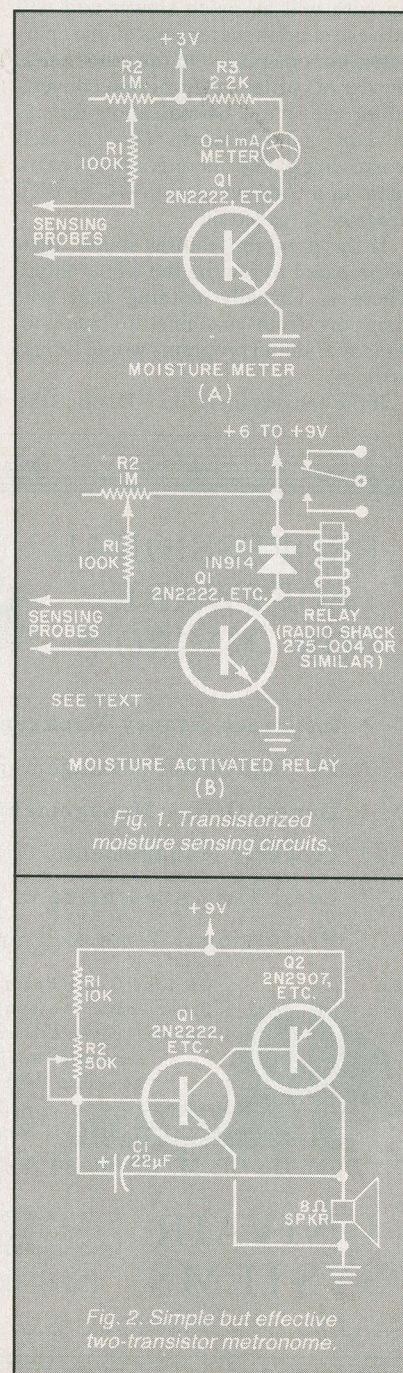 +3V
R2
1M
R3
2.2K
R1
100K
0-1mA
METER
Q1
2N2222, ETC.
SENSING
PROBES
MOISTURE METER
(A)
+6 TO +9V
R2
1M
R1
100K
D1
1N914
Q1
2N2222, ETC.
SENSING
PROBES
RELAY
(RADIO SHACK
275-004 OR
SIMILAR)
SEE TEXT
MOISTURE ACTIVATED RELAY
(B)
Fig. 1. Transistorized
moisture sensing circuits.
+9V
R1
10K
Q2
2N2907,
ETC.
Q1
2N2222,
ETC.
R2
50K
+
C1
22µF
8Ω
SPKR
Fig. 2. Simple but effective
two-transistor metronome.